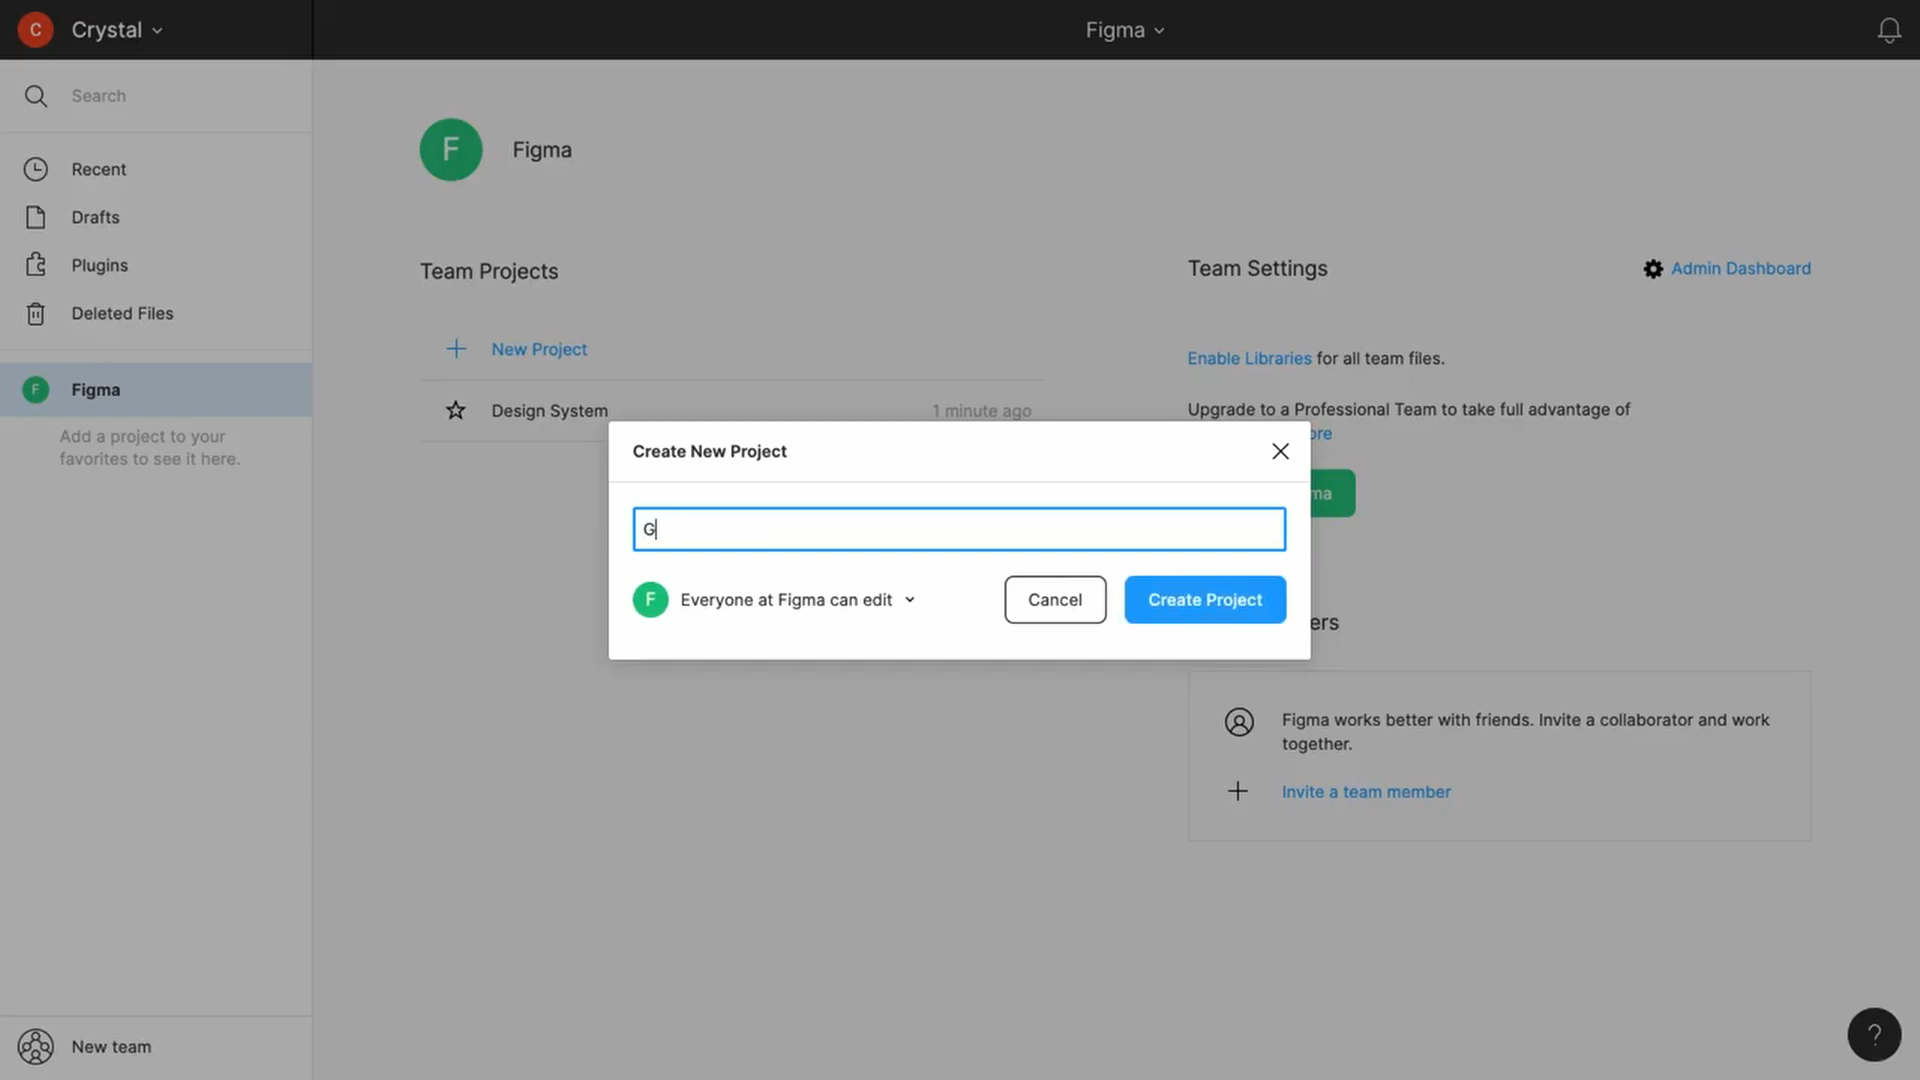 C Crystal
Figma
Search
Recent
Drafts
Plugins
Deleted Files
F Figma
Add a project to your
favorites to see it here.
New team
F Figma
Team Projects
New Project
Design System 1 minute ago
Team Settings
Admin Dashboard
Enable Libraries for all team files.
Upgrade to a Professional Team to take full advantage of
ore
ma
ers
Figma works better with friends. Invite a collaborator and work
together.
Invite a team member
Create New Project
G
F Everyone at Figma can edit
Cancel
Create Project
?